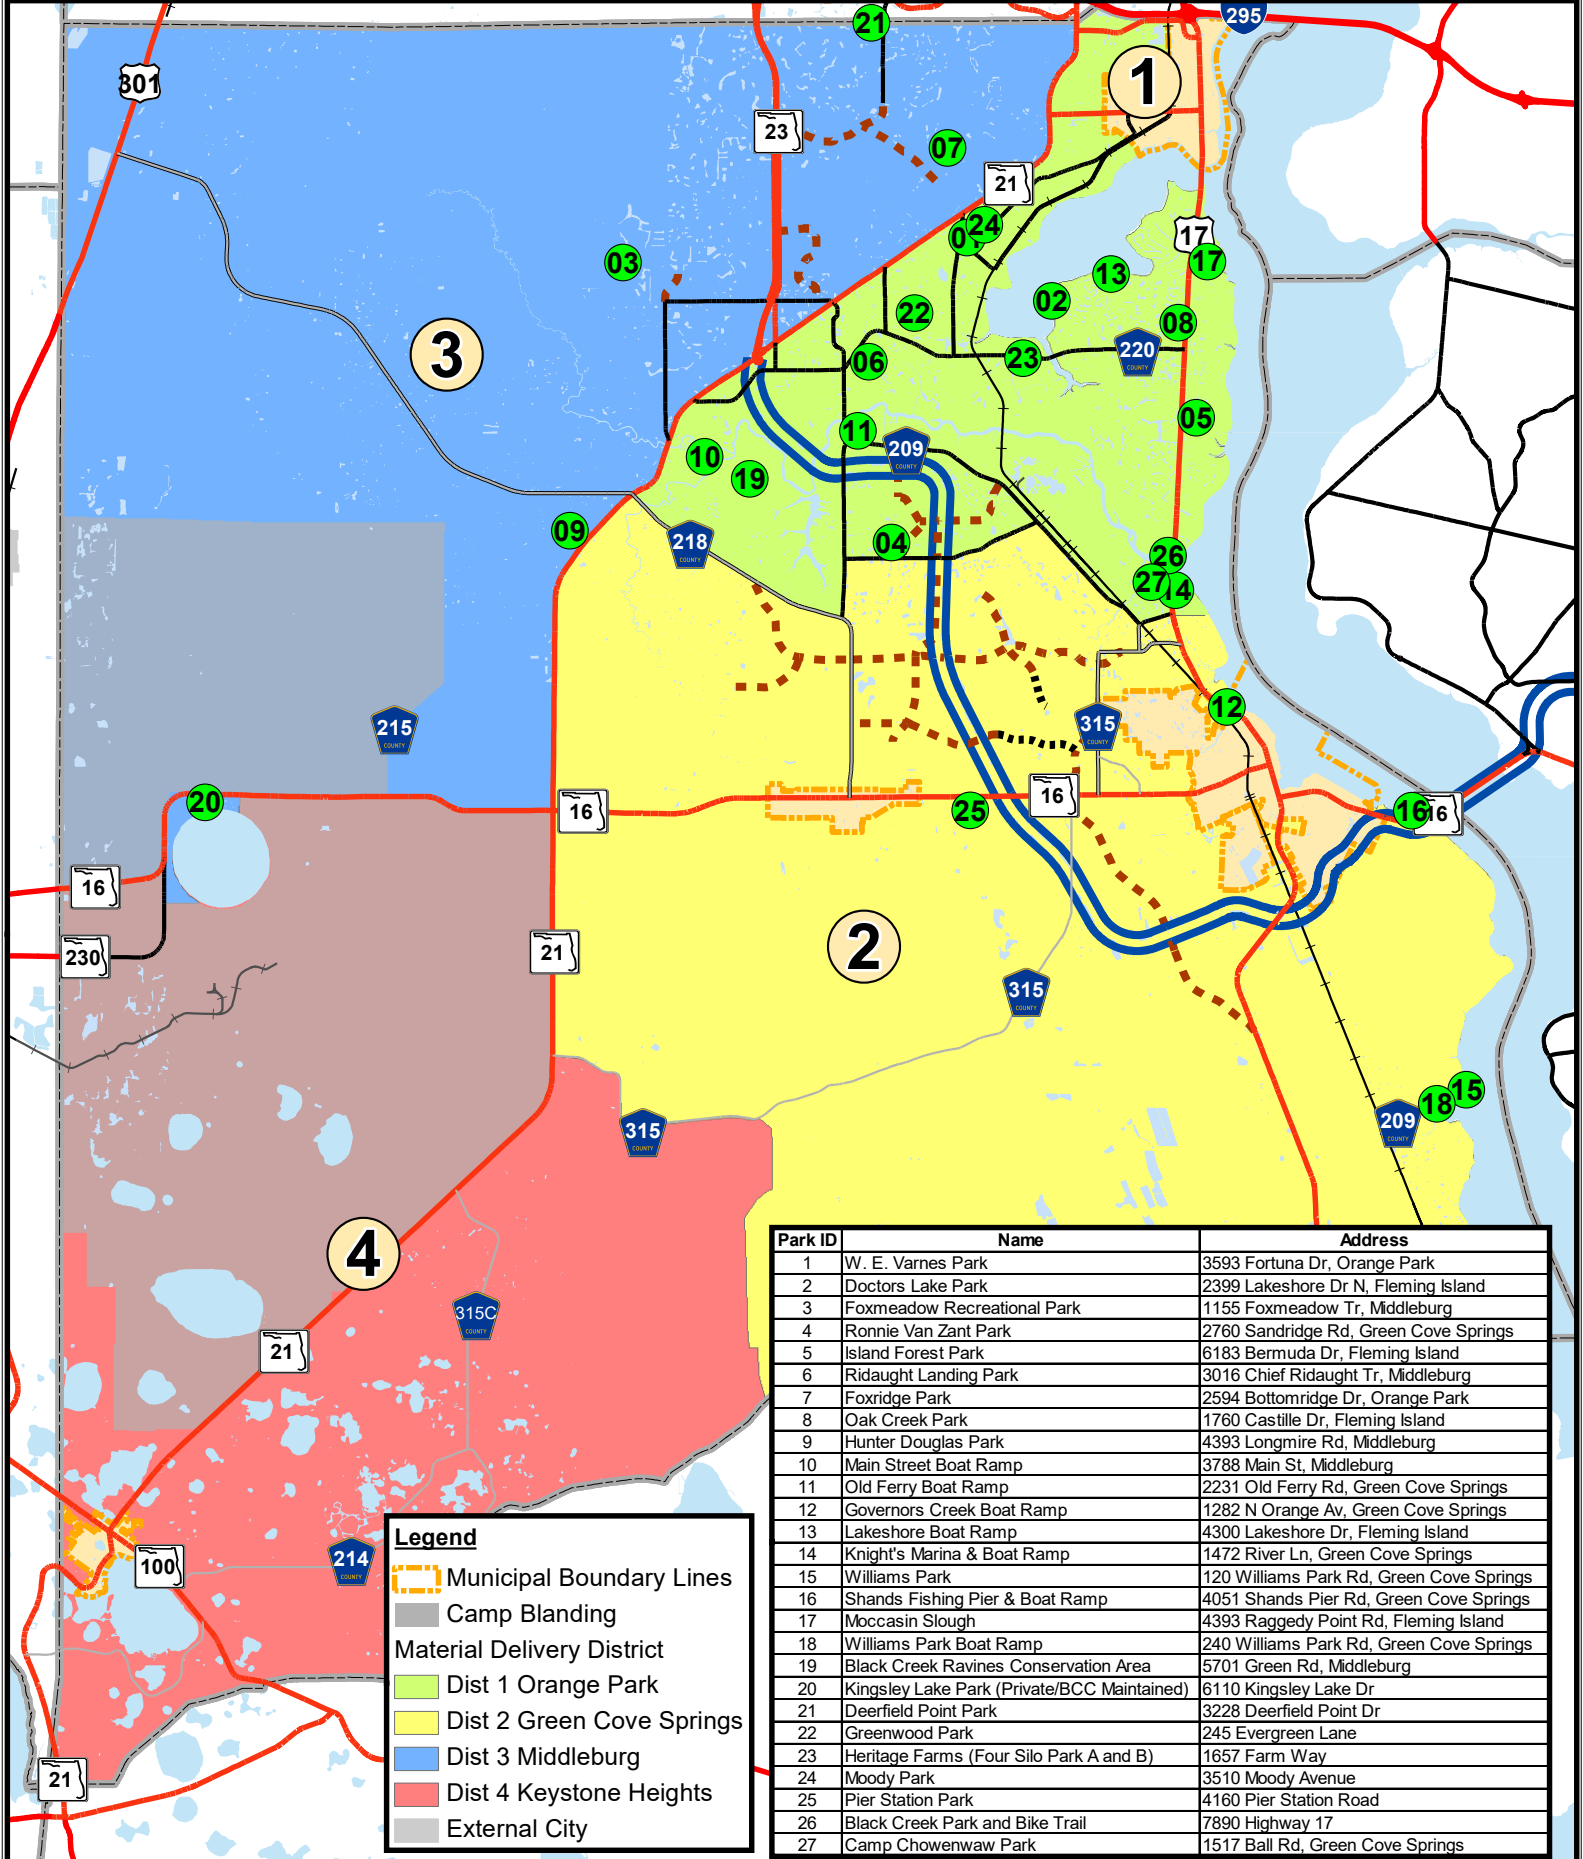 295
21
301
1
23
07
21
24
17
03
13
17
02
22
08
220
COUNTY
23
06
3
05
11
209
COUNTY
10
19
09
218
COUNTY
04
26
27
14
12
215
COUNTY
315
COUNTY
20
16
16
25
16
16
16
230
21
2
315
COUNTY
15
18
209
COUNTY
315
COUNTY
4
315C
COUNTY
21
214
COUNTY
100
21
Park ID Name Address
1 W. E. Varnes Park 3593 Fortuna Dr, Orange Park
2 Doctors Lake Park 2399 Lakeshore Dr N, Fleming Island
3 Foxmeadow Recreational Park 1155 Foxmeadow Tr, Middleburg
4 Ronnie Van Zant Park 2760 Sandridge Rd, Green Cove Springs
5 Island Forest Park 6183 Bermuda Dr, Fleming Island
6 Ridaught Landing Park 3016 Chief Ridaught Tr, Middleburg
7 Foxridge Park 2594 Bottomridge Dr, Orange Park
8 Oak Creek Park 1760 Castille Dr, Fleming Island
9 Hunter Douglas Park 4393 Longmire Rd, Middleburg
10 Main Street Boat Ramp 3788 Main St, Middleburg
11 Old Ferry Boat Ramp 2231 Old Ferry Rd, Green Cove Springs
12 Governors Creek Boat Ramp 1282 N Orange Av, Green Cove Springs
13 Lakeshore Boat Ramp 4300 Lakeshore Dr, Fleming Island
14 Knight's Marina & Boat Ramp 1472 River Ln, Green Cove Springs
15 Williams Park 120 Williams Park Rd, Green Cove Springs
16 Shands Fishing Pier & Boat Ramp 4051 Shands Pier Rd, Green Cove Springs
17 Moccasin Slough 4393 Raggedy Point Rd, Fleming Island
18 Williams Park Boat Ramp 240 Williams Park Rd, Green Cove Springs
19 Black Creek Ravines Conservation Area 5701 Green Rd, Middleburg
20 Kingsley Lake Park (Private/BCC Maintained) 6110 Kingsley Lake Dr
21 Deerfield Point Park 3228 Deerfield Point Dr
22 Greenwood Park 245 Evergreen Lane
23 Heritage Farms (Four Silo Park A and B) 1657 Farm Way
24 Moody Park 3510 Moody Avenue
25 Pier Station Park 4160 Pier Station Road
26 Black Creek Park and Bike Trail 7890 Highway 17
27 Camp Chowenwaw Park 1517 Ball Rd, Green Cove Springs
Legend
Municipal Boundary Lines
Camp Blanding
Material Delivery District
Dist 1 Orange Park
Dist 2 Green Cove Springs
Dist 3 Middleburg
Dist 4 Keystone Heights
External City